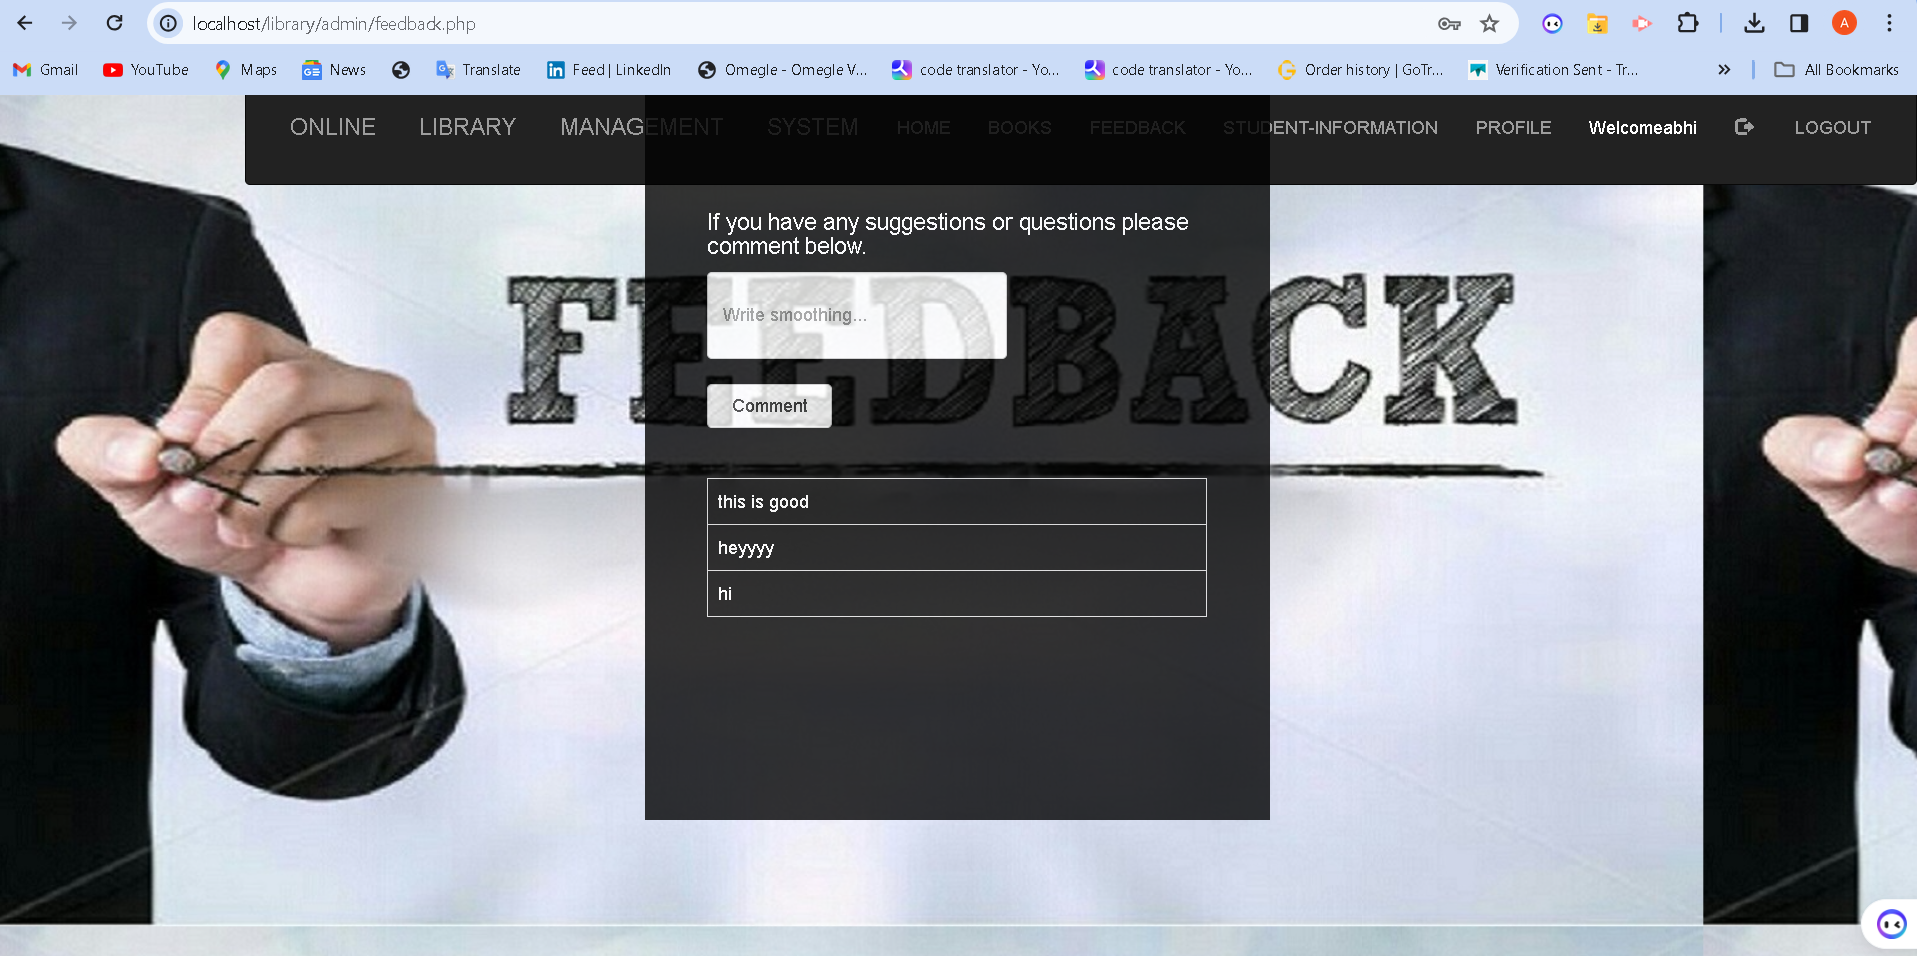 localhost/library/admin/feedback.php
Gmail YouTube Maps News Translate Feed | LinkedIn Omegle - Omegle V... code translator - Yo... code translator - Yo... Order history | GoTr... Verification Sent - Tr... » All Bookmarks
A
ONLINE LIBRARY MANAGEMENT SYSTEM HOME BOOKS FEEDBACK STUDENT-INFORMATION PROFILE Welcomeabhi LOGOUT
If you have any suggestions or questions please
comment below.
FEEDBACK
Write smoothing...
Comment
this is good
heyyyy
hi